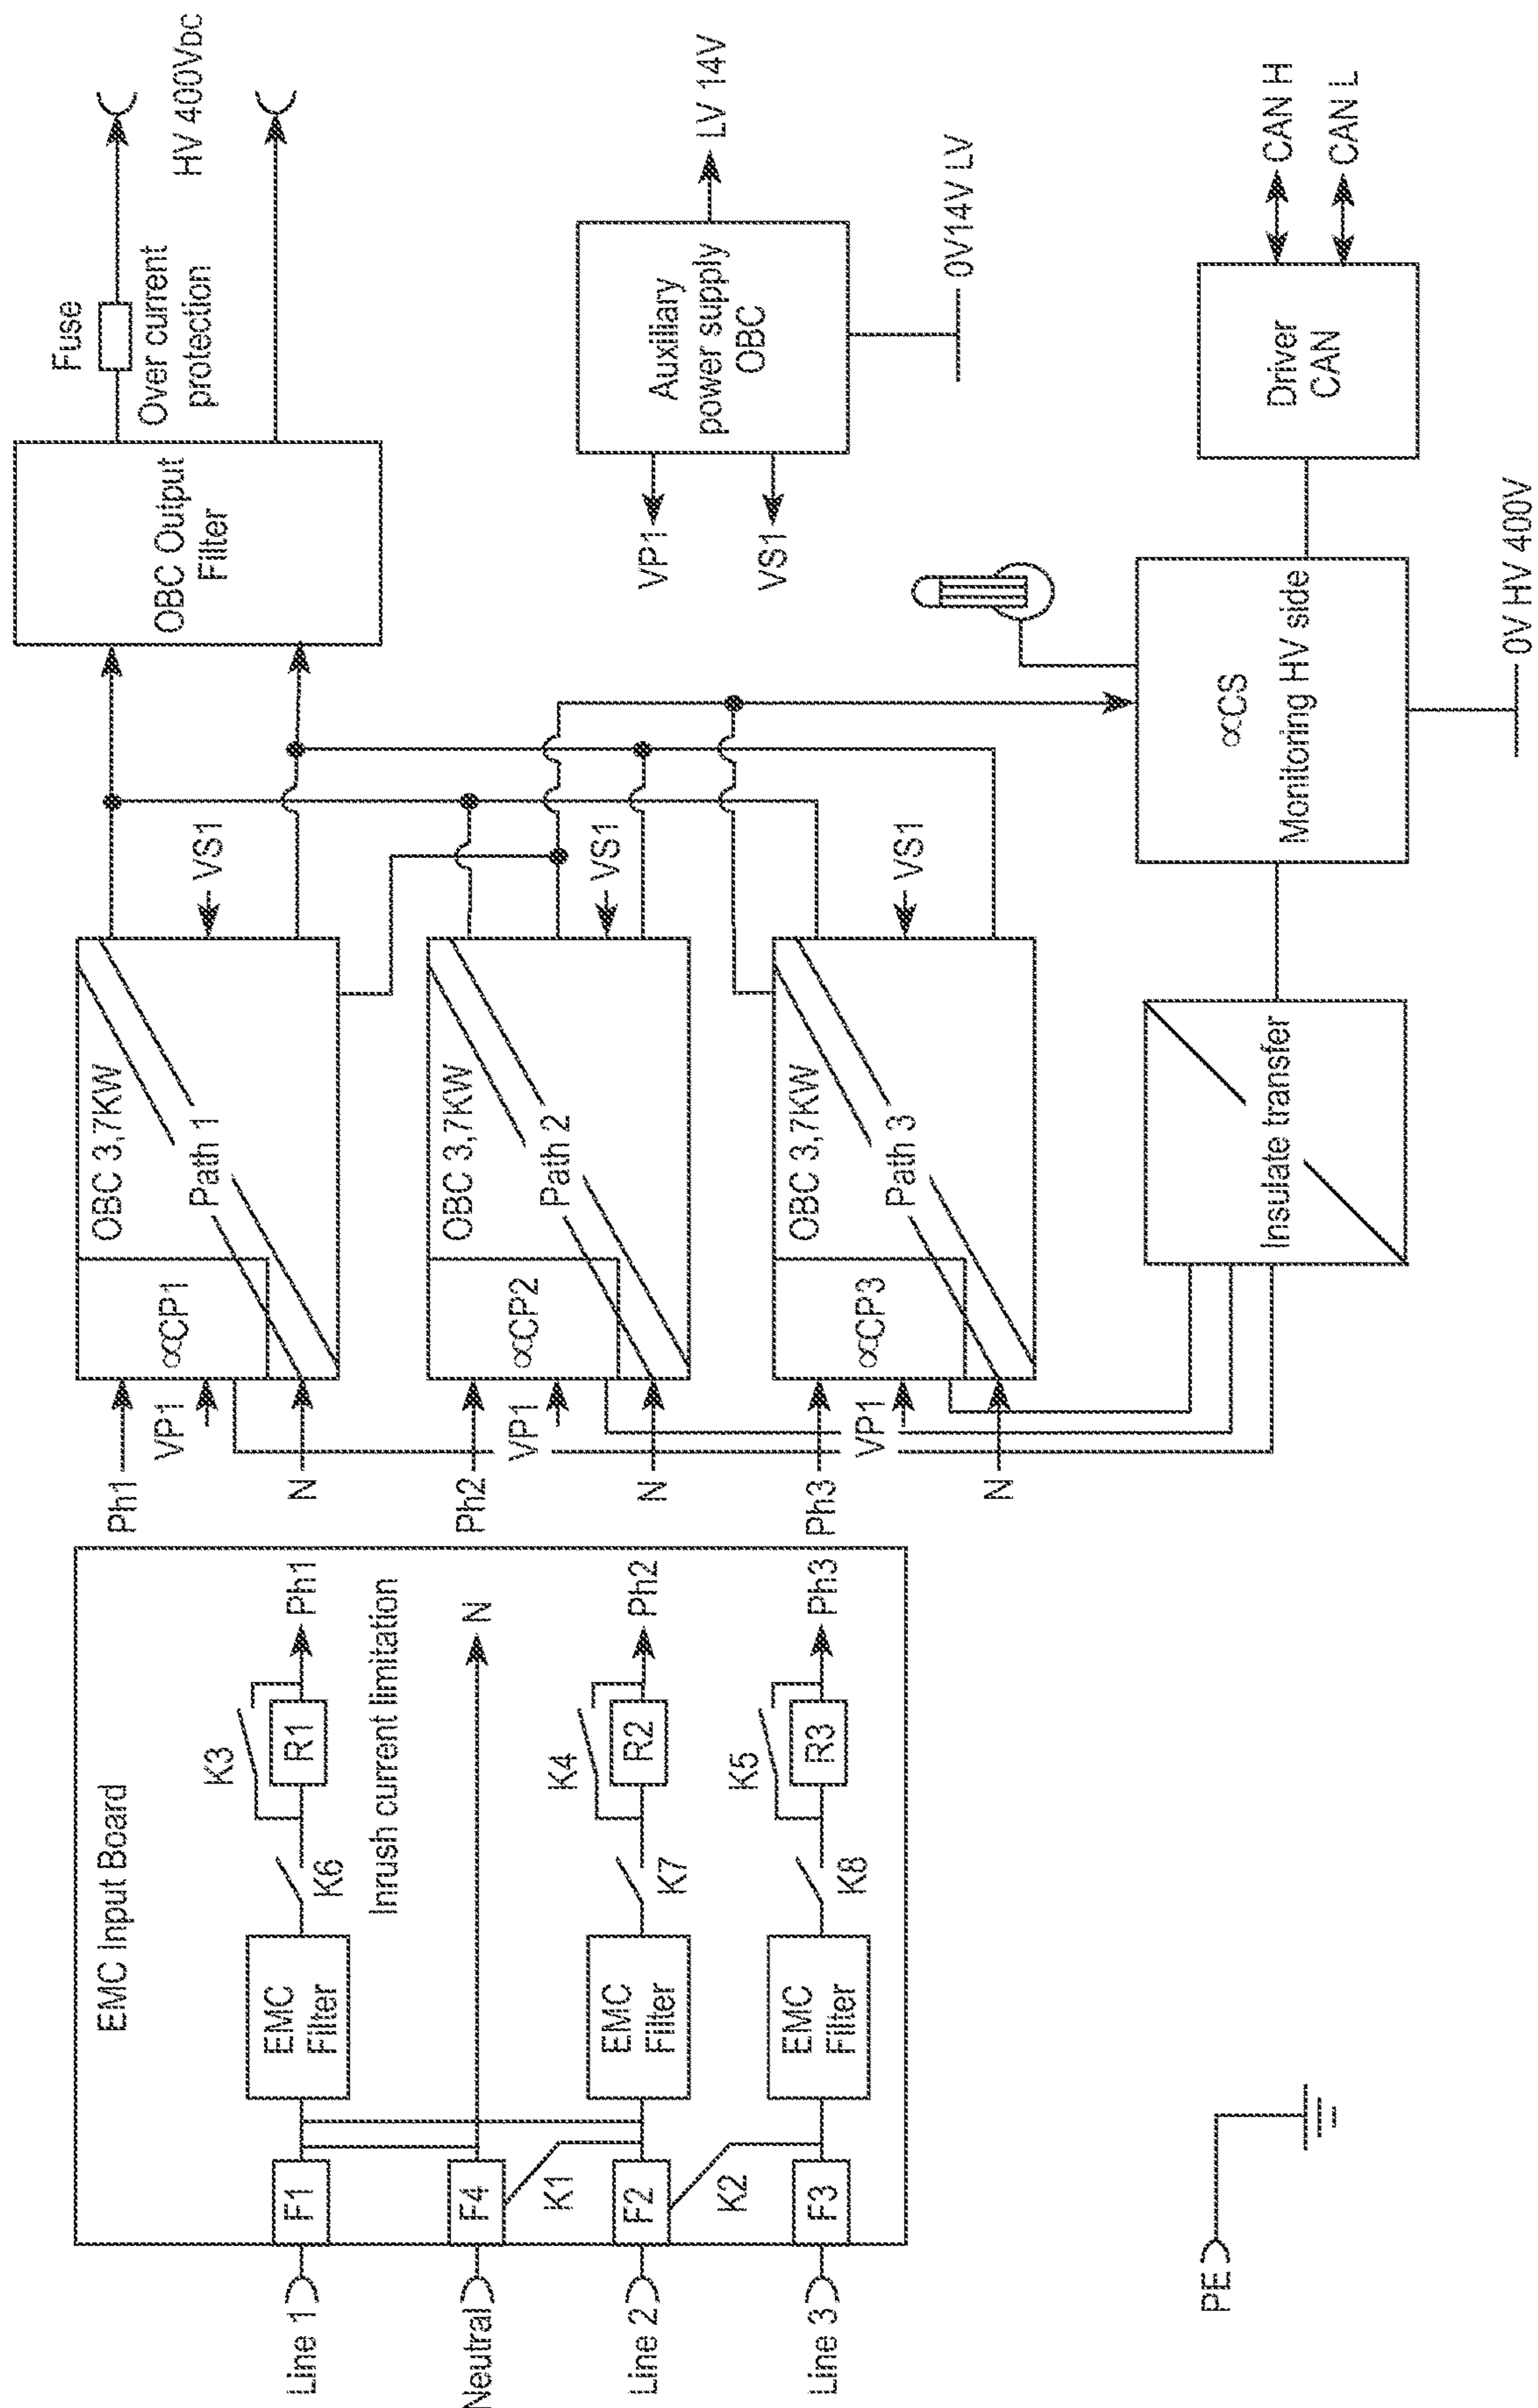 EMC Input Board
Line 1
F1
EMC
Filter
K6
K3
R1
Ph1
Inrush current limitation
Neutral
F4
N
K1
Line 2
F2
EMC
Filter
K7
K4
R2
Ph2
K2
Line 3
F3
EMC
Filter
K8
K5
R3
Ph3
PE
Ph1
VP1
N
∝CP1
OBC 3,7KW
Path 1
VS1
Ph2
VP1
N
∝CP2
OBC 3,7KW
Path 2
VS1
Ph3
VP1
N
∝CP3
OBC 3,7KW
Path 3
VS1
Insulate transfer
OBC Output
Filter
Fuse
Over current
protection
HV 400VDC
VP1
VS1
Auxiliary
power supply
OBC
LV 14V
0V14V LV
∝CS
Monitoring HV side
0V HV 400V
Driver
CAN
CAN H
CAN L